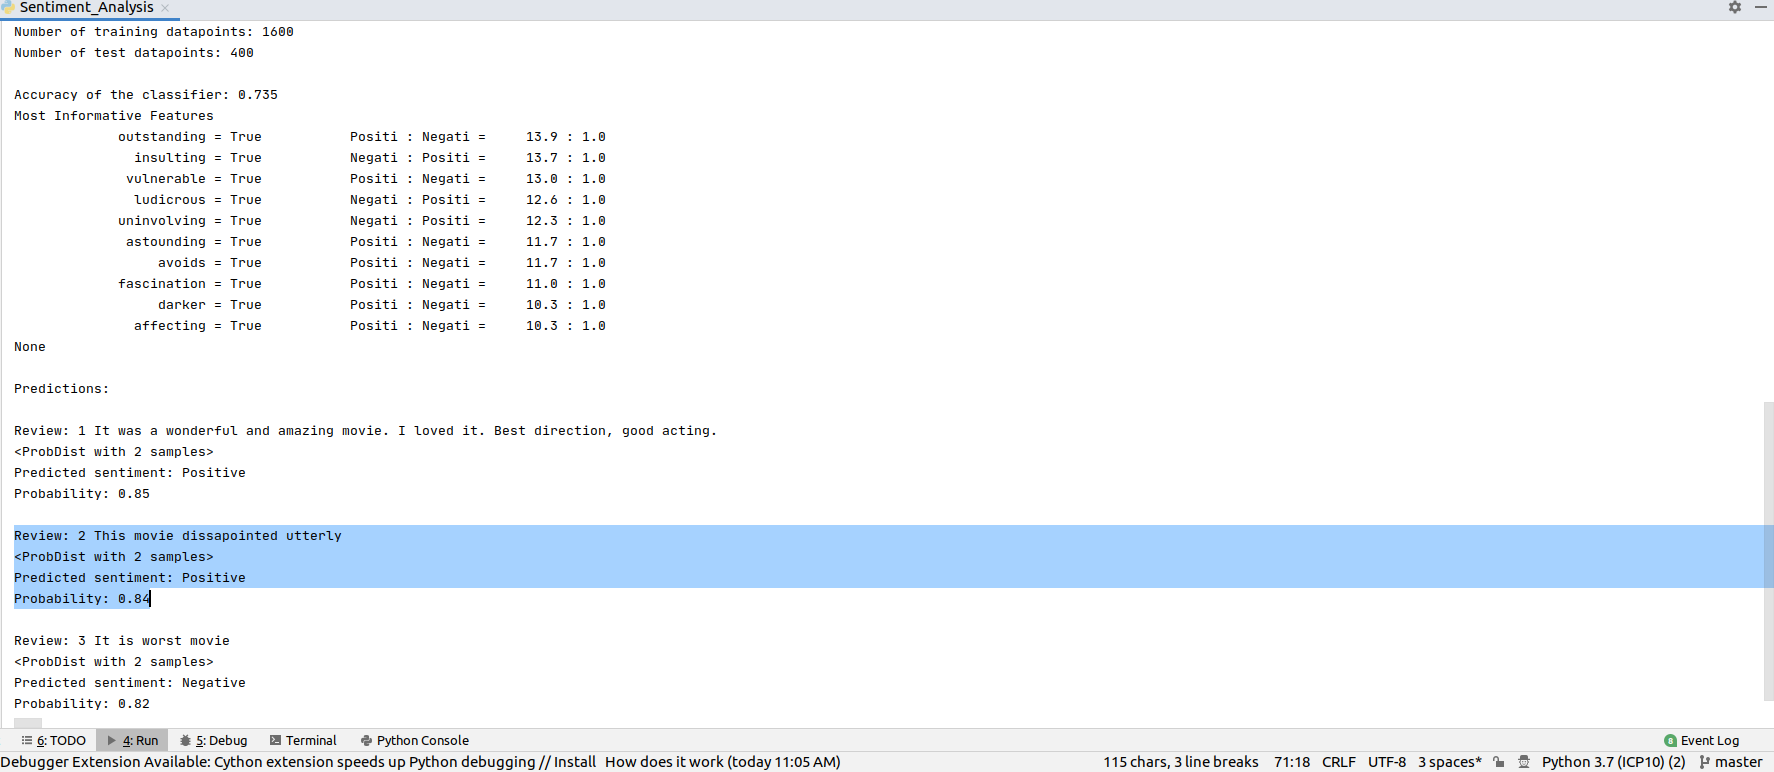 Sentiment_Analysis ×
Number of training datapoints: 1600
Number of test datapoints: 400
Accuracy of the classifier: 0.735
Most Informative Features
outstanding = True Positi : Negati = 13.9 : 1.0
insulting = True Negati : Positi = 13.7 : 1.0
vulnerable = True Positi : Negati = 13.0 : 1.0
ludicrous = True Negati : Positi = 12.6 : 1.0
uninvolving = True Negati : Positi = 12.3 : 1.0
astounding = True Positi : Negati = 11.7 : 1.0
avoids = True Positi : Negati = 11.7 : 1.0
fascination = True Positi : Negati = 11.0 : 1.0
darker = True Positi : Negati = 10.3 : 1.0
affecting = True Positi : Negati = 10.3 : 1.0
None
Predictions:
Review: 1 It was a wonderful and amazing movie. I loved it. Best direction, good acting.
<ProbDist with 2 samples>
Predicted sentiment: Positive
Probability: 0.85
Review: 2 This movie dissapointed utterly
<ProbDist with 2 samples>
Predicted sentiment: Positive
Probability: 0.84
Review: 3 It is worst movie
<ProbDist with 2 samples>
Predicted sentiment: Negative
Probability: 0.82
6: TODO 4: Run 5: Debug Terminal Python Console 8 Event Log
Debugger Extension Available: Cython extension speeds up Python debugging // Install How does it work (today 11:05 AM) 115 chars, 3 line breaks 71:18 CRLF UTF-8 3 spaces* Python 3.7 (ICP10) (2) master